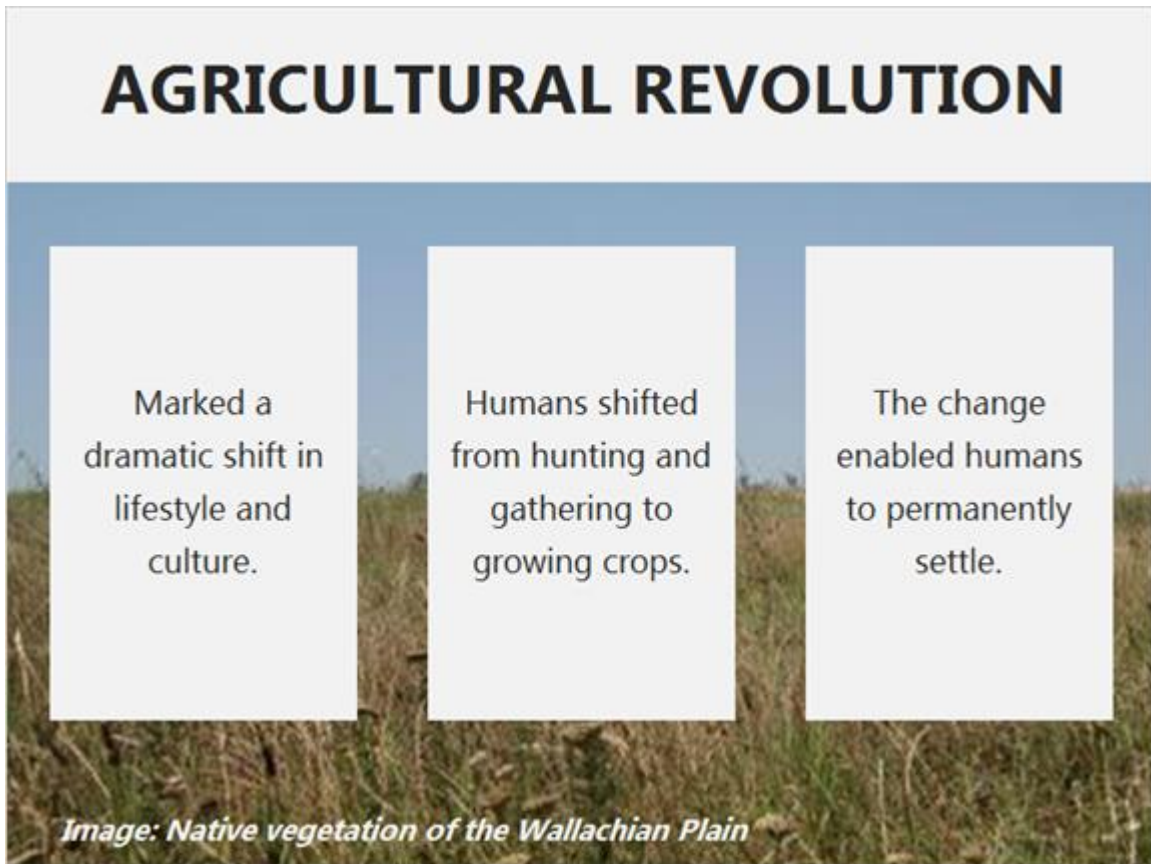 AGRICULTURAL REVOLUTION
Marked a
dramatic shift in
lifestyle and
culture.
Humans shifted
from hunting and
gathering to
growing crops.
The change
enabled humans
to permanently
settle.
Image: Native vegetation of the Wallachian Plain